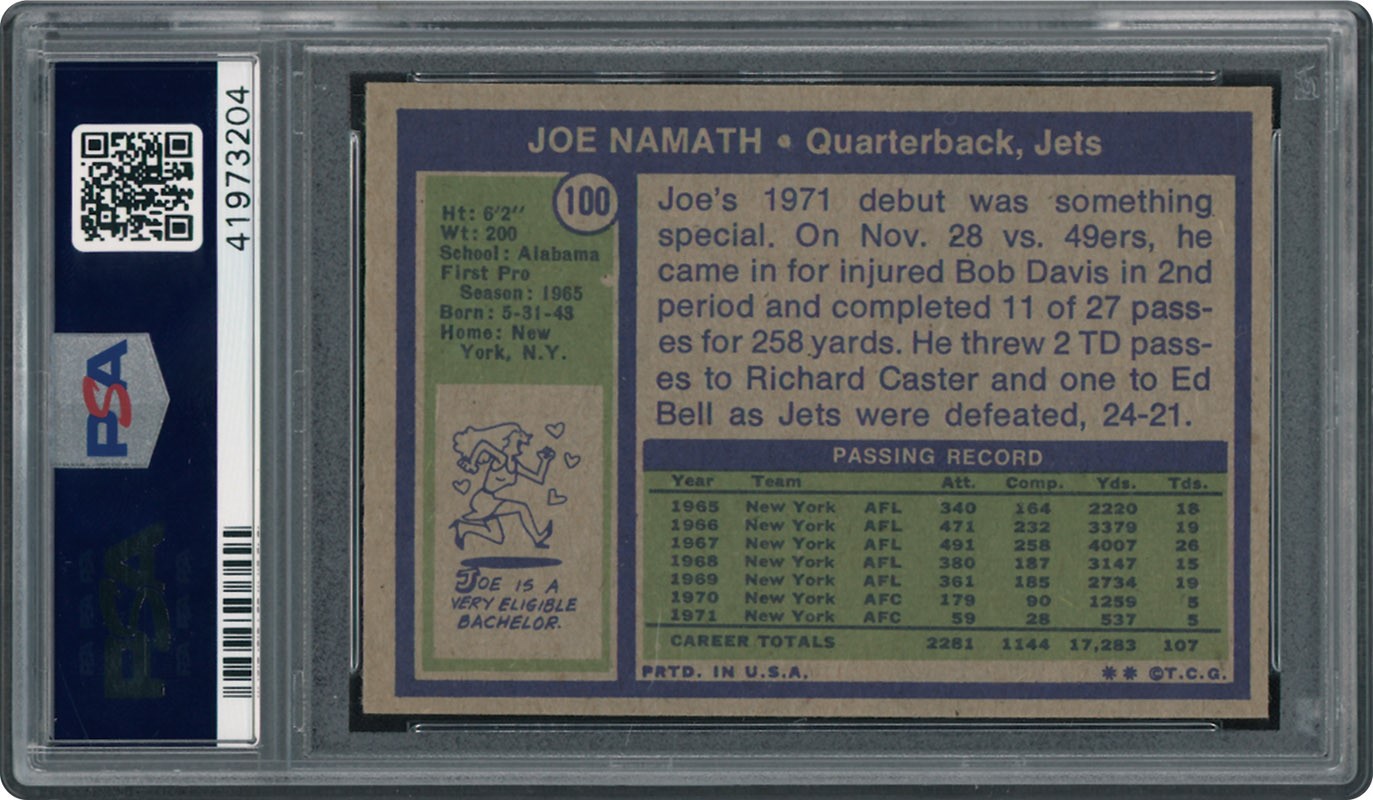 41973204
PSA
PSA
JOE NAMATH • Quarterback, Jets
100
Ht: 6'2"
Wt: 200
School: Alabama
First Pro
Season: 1965
Born: 5-31-43
Home: New
York, N.Y.
JOE IS A
VERY ELIGIBLE
BACHELOR.
Joe's 1971 debut was something
special. On Nov. 28 vs. 49ers, he
came in for injured Bob Davis in 2nd
period and completed 11 of 27 pass-
es for 258 yards. He threw 2 TD pass-
es to Richard Caster and one to Ed
Bell as Jets were defeated, 24-21.
PASSING RECORD
Year Team Att. Comp. Yds. Tds.
1965 New York AFL 340 164 2220 18
1966 New York AFL 471 232 3379 19
1967 New York AFL 491 258 4007 26
1968 New York AFL 380 187 3147 15
1969 New York AFL 361 185 2734 19
1970 New York AFC 179 90 1259 5
1971 New York AFC 59 28 537 5
CAREER TOTALS 2281 1144 17,283 107
PRTD. IN U.S.A. ** ©T.C.G.